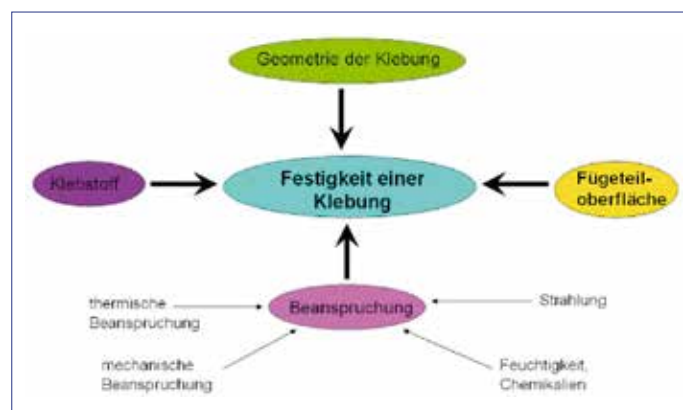 Geometrie der Klebung
Klebstoff
Festigkeit einer
Klebung
Fügeteil-
oberfläche
thermische
Beanspruchung
Beanspruchung
Strahlung
mechanische
Beanspruchung
Feuchtigkeit,
Chemikalien